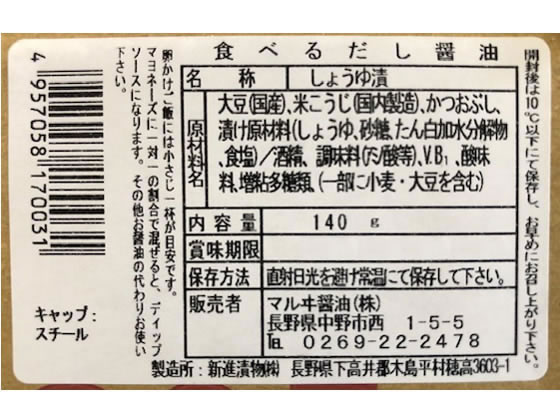 食べるだし醤油
名称 しょうゆ漬
原材料名 大豆(国産)、米こうじ(国内製造)、かつおぶし、
漬け原材料(しょうゆ、砂糖、たん白加水分解物
、食塩)／酒精、調味料(アミノ酸等)、V.B1、酸味
料、増粘多糖類、(一部に小麦・大豆を含む)
内容量 140g
賞味期限
保存方法 直射日光を避け常温にて保存して下さい。
販売者 マルヰ醤油(株)
長野県中野市西 1-5-5
℡ 0269-22-2478
製造所：新進漬物㈱ 長野県下高井郡木島平村穂高3603-1
開封後は10℃以下にて保存し、お早めにお召し上がり下さい。
卵かけご飯には小さじ一杯が目安です。
マヨネーズに一対一の割合で混ぜると、ディップ
ソースになります。その他お醤油の代わりにお使い
下さい。
4957058170031
キャップ：
スチール